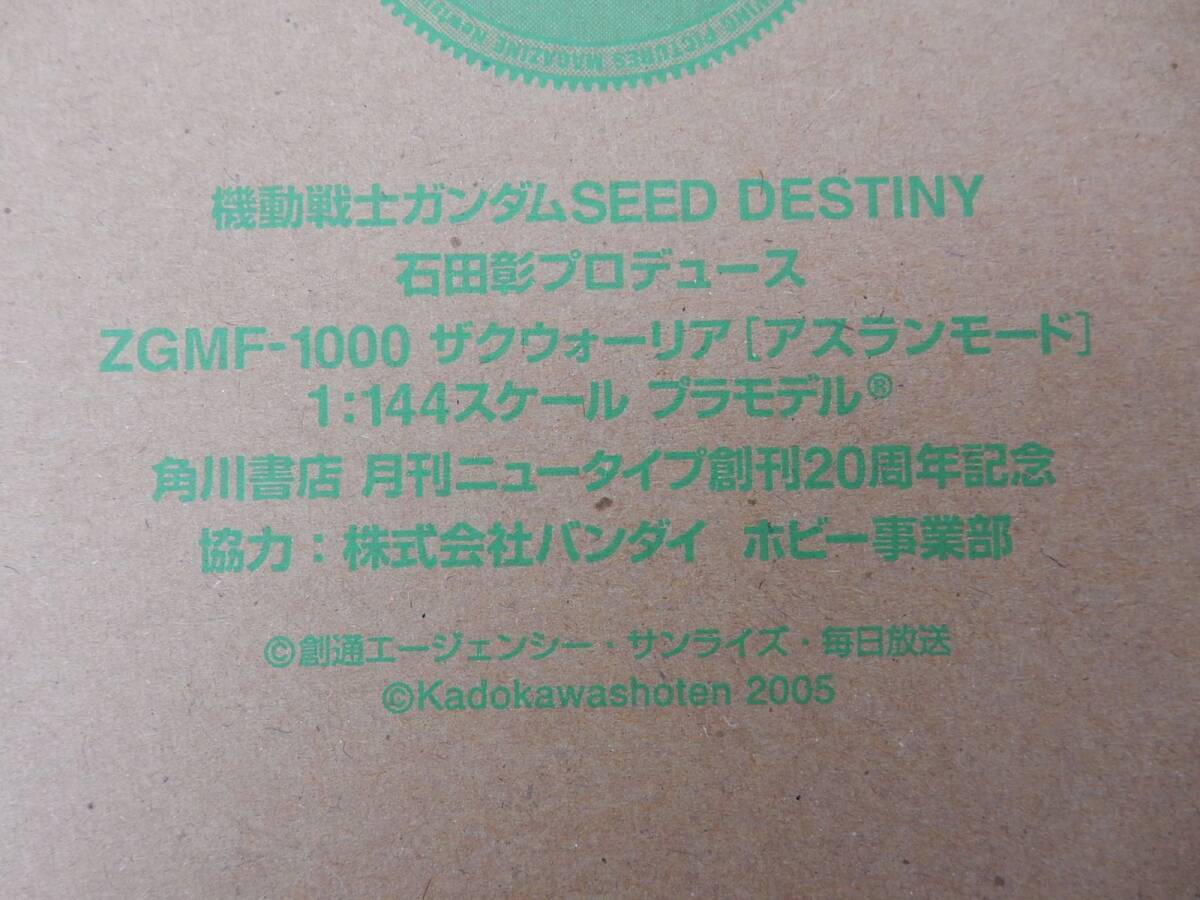 PICTURES MAGAZINE
機動戦士ガンダムSEED DESTINY
石田彰プロデュース
ZGMF-1000 ザクウォーリア[アスランモード]
1:144スケール プラモデル®
角川書店 月刊ニュータイプ創刊20周年記念
協力：株式会社バンダイ ホビー事業部
©創通エージェンシー・サンライズ・毎日放送
©Kadokawashoten 2005